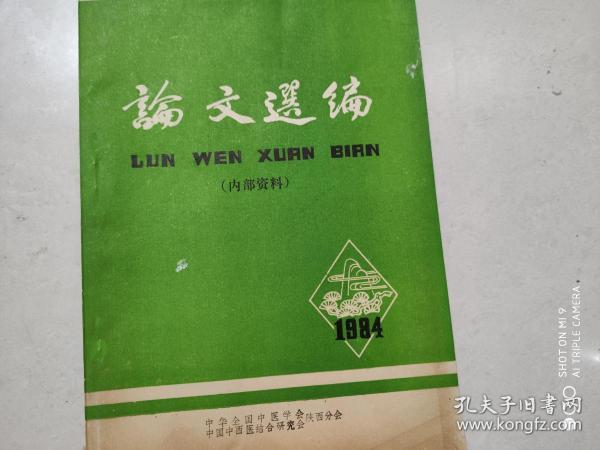 論文選编
LUN WEN XUAN BIAN
(内部资料)
1984
中华全国中医学会
中国中西医结合研究会陕西分会
SHOT ON MI 9
AI TRIPLE CAMERA
孔夫子旧书网
www.kongfz.com